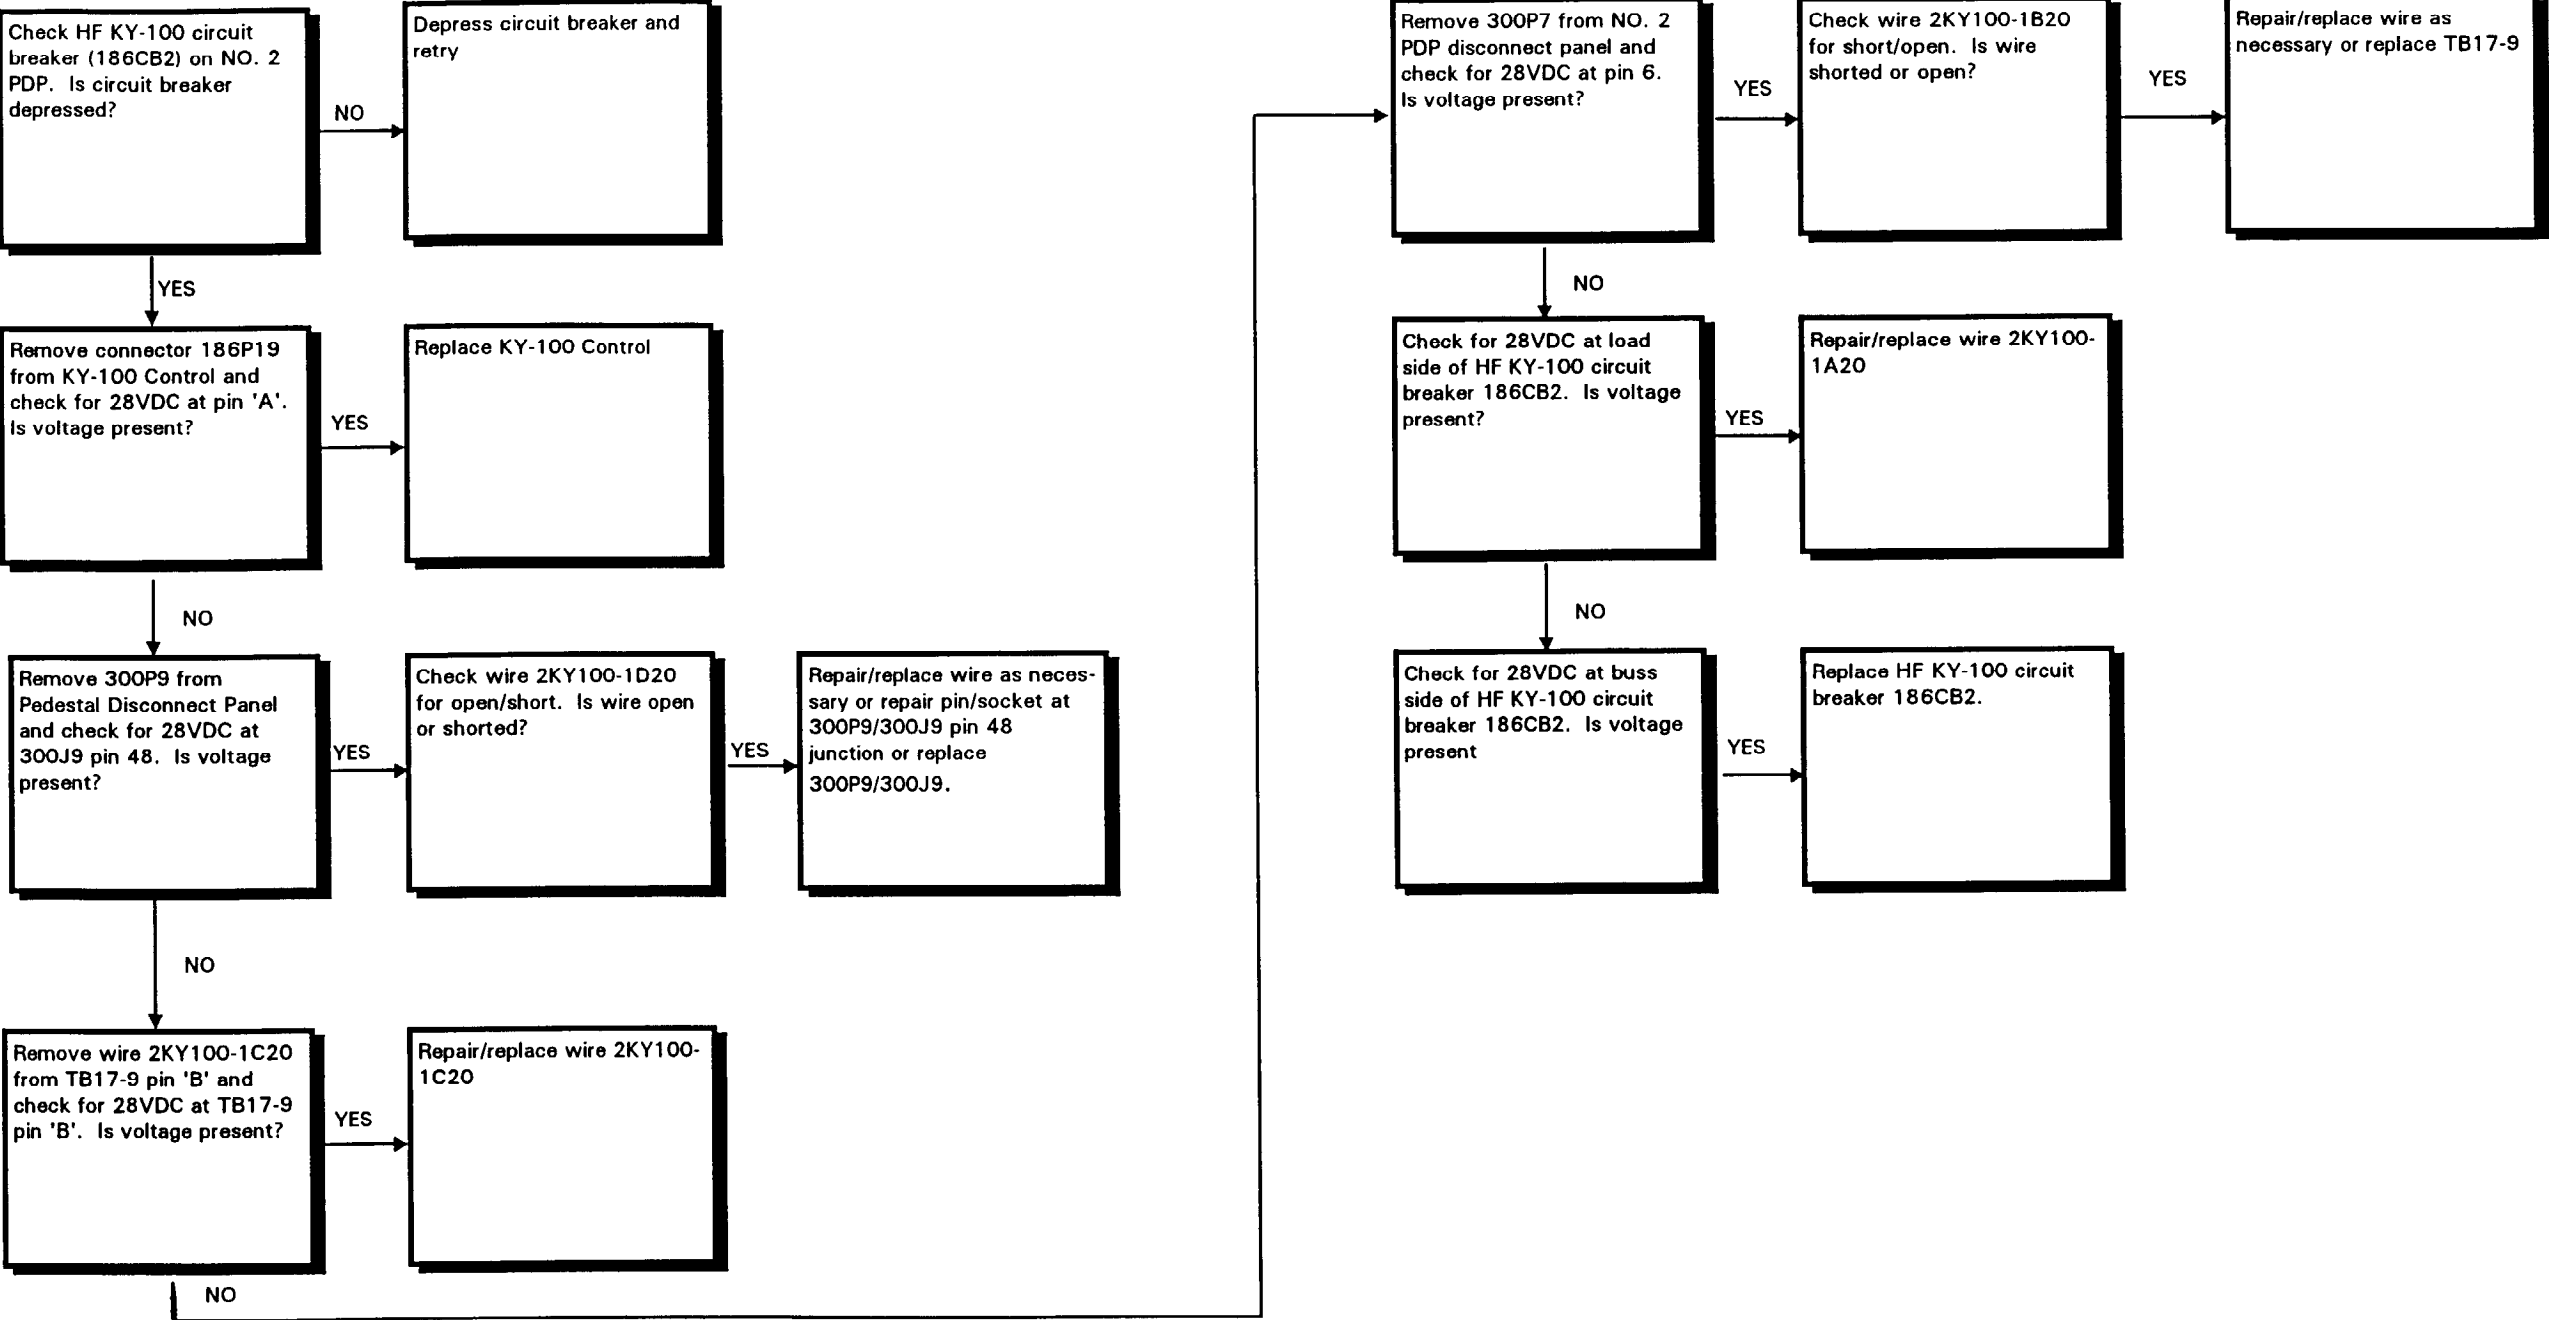 Check HF KY-100 circuit
breaker (186CB2) on NO. 2
PDP. Is circuit breaker
depressed?
NO
Depress circuit breaker and
retry
YES
Remove connector 186P19
from KY-100 Control and
check for 28VDC at pin 'A'.
Is voltage present?
YES
Replace KY-100 Control
NO
Remove 300P9 from
Pedestal Disconnect Panel
and check for 28VDC at
300J9 pin 48. Is voltage
present?
YES
Check wire 2KY100-1D20
for open/short. Is wire open
or shorted?
YES
Repair/replace wire as neces-
sary or repair pin/socket at
300P9/300J9 pin 48
junction or replace
300P9/300J9.
NO
Remove wire 2KY100-1C20
from TB17-9 pin 'B' and
check for 28VDC at TB17-9
pin 'B'. Is voltage present?
YES
Repair/replace wire 2KY100-
1C20
NO
Remove 300P7 from NO. 2
PDP disconnect panel and
check for 28VDC at pin 6.
Is voltage present?
YES
Check wire 2KY100-1B20
for short/open. Is wire
shorted or open?
YES
Repair/replace wire as
necessary or replace TB17-9
NO
Check for 28VDC at load
side of HF KY-100 circuit
breaker 186CB2. Is voltage
present?
YES
Repair/replace wire 2KY100-
1A20
NO
Check for 28VDC at buss
side of HF KY-100 circuit
breaker 186CB2. Is voltage
present
YES
Replace HF KY-100 circuit
breaker 186CB2.